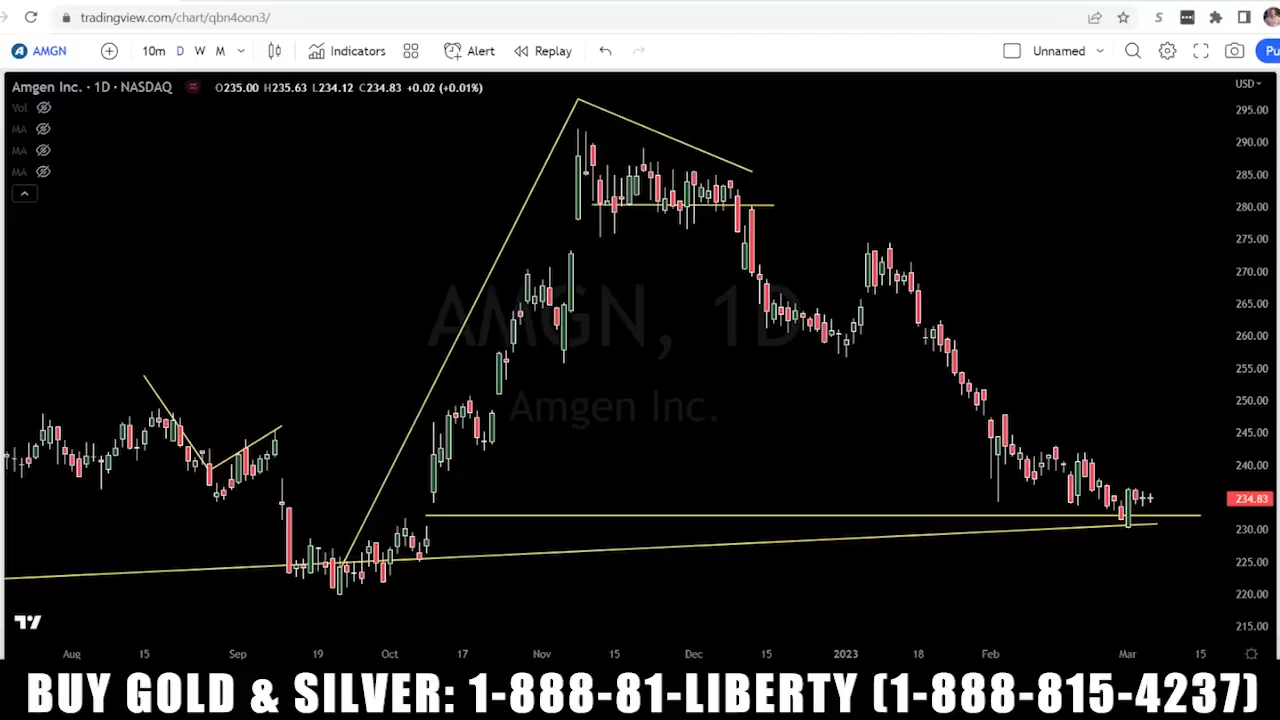 tradingview.com/chart/qbn4oon3/
AMGN 10m D W M Indicators Alert Replay Unnamed Pu
Amgen Inc. · 1D · NASDAQ O235.00 H235.63 L234.12 C234.83 +0.02 (+0.01%) USD
Vol
MA
MA
MA
295.00
290.00
285.00
280.00
275.00
270.00
265.00
260.00
255.00
250.00
245.00
240.00
234.83
230.00
225.00
220.00
215.00
AMGN, 1D
Amgen Inc.
Aug 15 Sep 19 Oct 17 Nov 15 Dec 15 2023 18 Feb Mar 15
BUY GOLD & SILVER: 1-888-81-LIBERTY (1-888-815-4237)